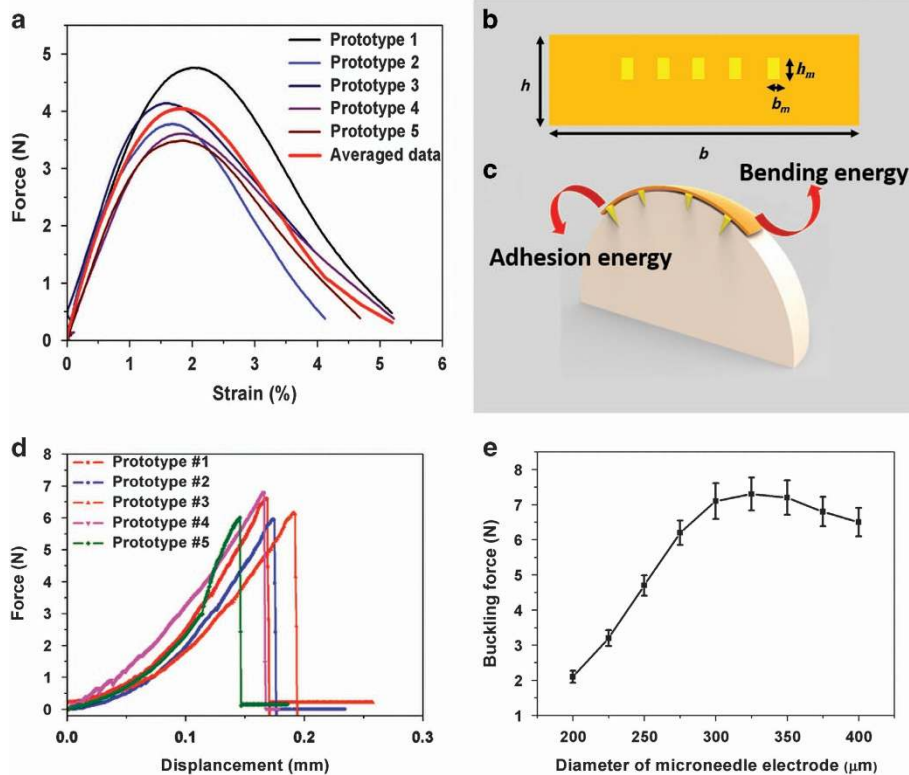 a
Force (N)
5
4
3
2
1
0
0
1
2
3
4
5
6
Strain (%)
Prototype 1
Prototype 2
Prototype 3
Prototype 4
Prototype 5
Averaged data
b
h
hm
bm
b
c
Bending energy
Adhesion energy
d
Force (N)
8
7
6
5
4
3
2
1
0
0.0
0.1
0.2
0.3
Displancement (mm)
Prototype #1
Prototype #2
Prototype #3
Prototype #4
Prototype #5
e
Buckling force (N)
8
7
6
5
4
3
2
1
200
250
300
350
400
Diameter of microneedle electrode (μm)